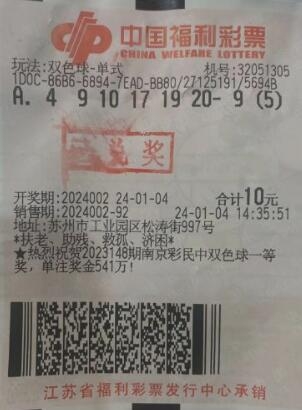 中国福利彩票
CHINA WELFARE LOTTERY
玩法:双色球-单式 机号:32051305
1D0C-86B6-6894-7EAD-BB80/27125191/5694B
A. 4 9 10 17 19 20- 9 (5)
已兑奖
开奖期:2024002 24-01-04 合计10元
销售期:2024002-92 24-01-04 14:35:51
地址:苏州市工业园区松涛街997号
*扶老、助残、救孤、济困*
★热烈祝贺2023148期南京彩民中双色球一等
奖,单注奖金541万!
江苏省福利彩票发行中心承销